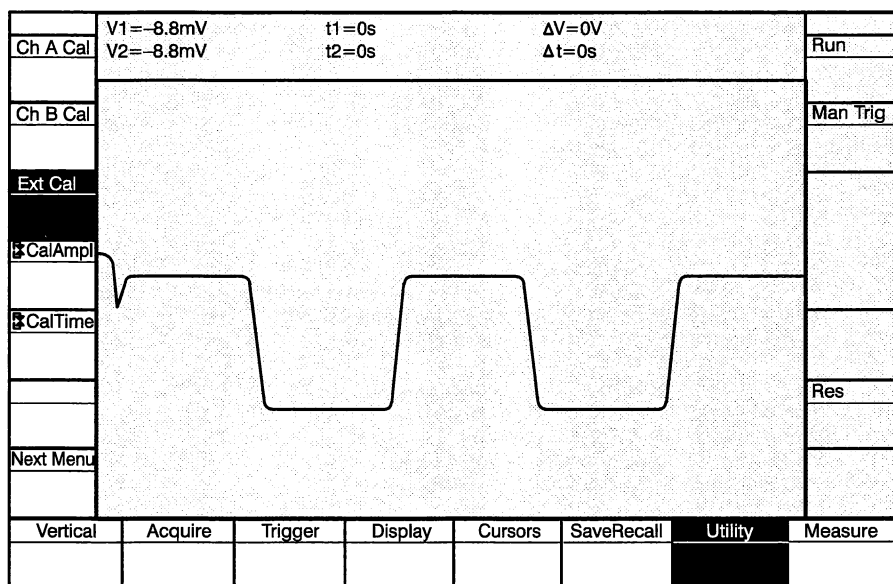 V1=–8.8mV t1=0s ΔV=0V
V2=–8.8mV t2=0s Δt=0s
Ch A Cal
Ch B Cal
Ext Cal
CalAmpl
CalTime
Next Menu
Run
Man Trig
Res
Vertical Acquire Trigger Display Cursors SaveRecall Utility Measure